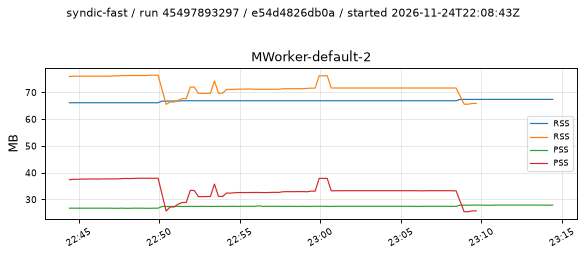 syndic-fast / run 45497893297 / e54d4826db0a / started 2026-11-24T22:08:43Z
MWorker-default-2
MB
70
60
50
40
30
RSS
RSS
PSS
PSS
22:45
22:50
22:55
23:00
23:05
23:10
23:15